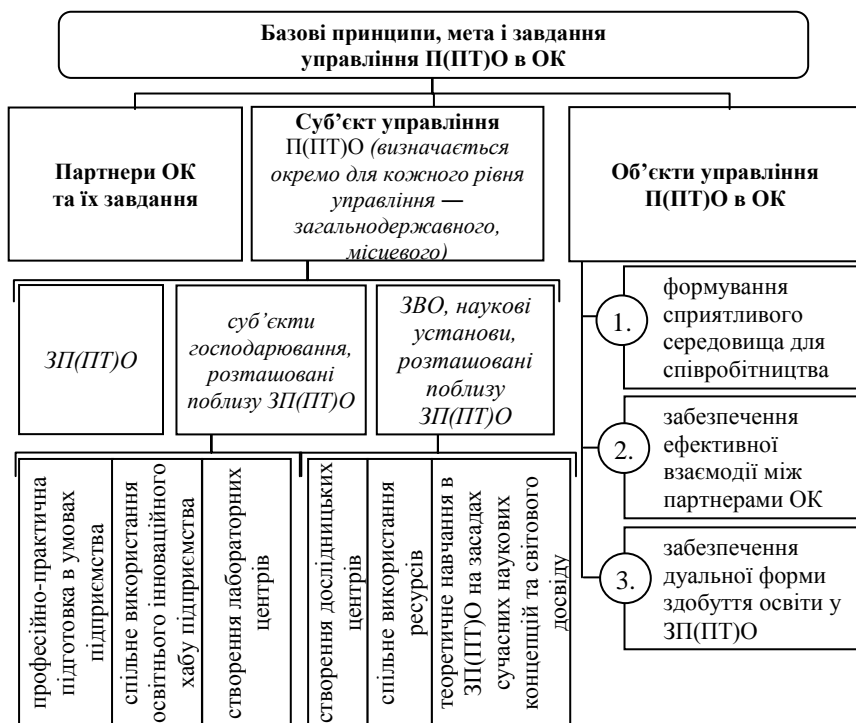 Базові принципи, мета і завдання
управління П(ПТ)О в ОК
Партнери ОК
та їх завдання
Суб’єкт управління
П(ПТ)О (визначається
окремо для кожного рівня
управління —
загальнодержавного,
місцевого)
Об’єкти управління
П(ПТ)О в ОК
ЗП(ПТ)О
суб’єкти
господарювання,
розташовані
поблизу ЗП(ПТ)О
ЗВО, наукові
установи,
розташовані
поблизу
ЗП(ПТ)О
1.
формування
сприятливого
середовища для
співробітництва
2.
забезпечення
ефективної
взаємодії між
партнерами ОК
3.
забезпечення
дуальної форми
здобуття освіти у
ЗП(ПТ)О
професійно-практична
підготовка в умовах
підприємства
спільне використання
освітнього інноваційного
хабу підприємства
створення лабораторних
центрів
створення дослідницьких
центрів
спільне використання
ресурсів
теоретичне навчання в
ЗП(ПТ)О на засадах
сучасних наукових
концепцій та світового
досвіду